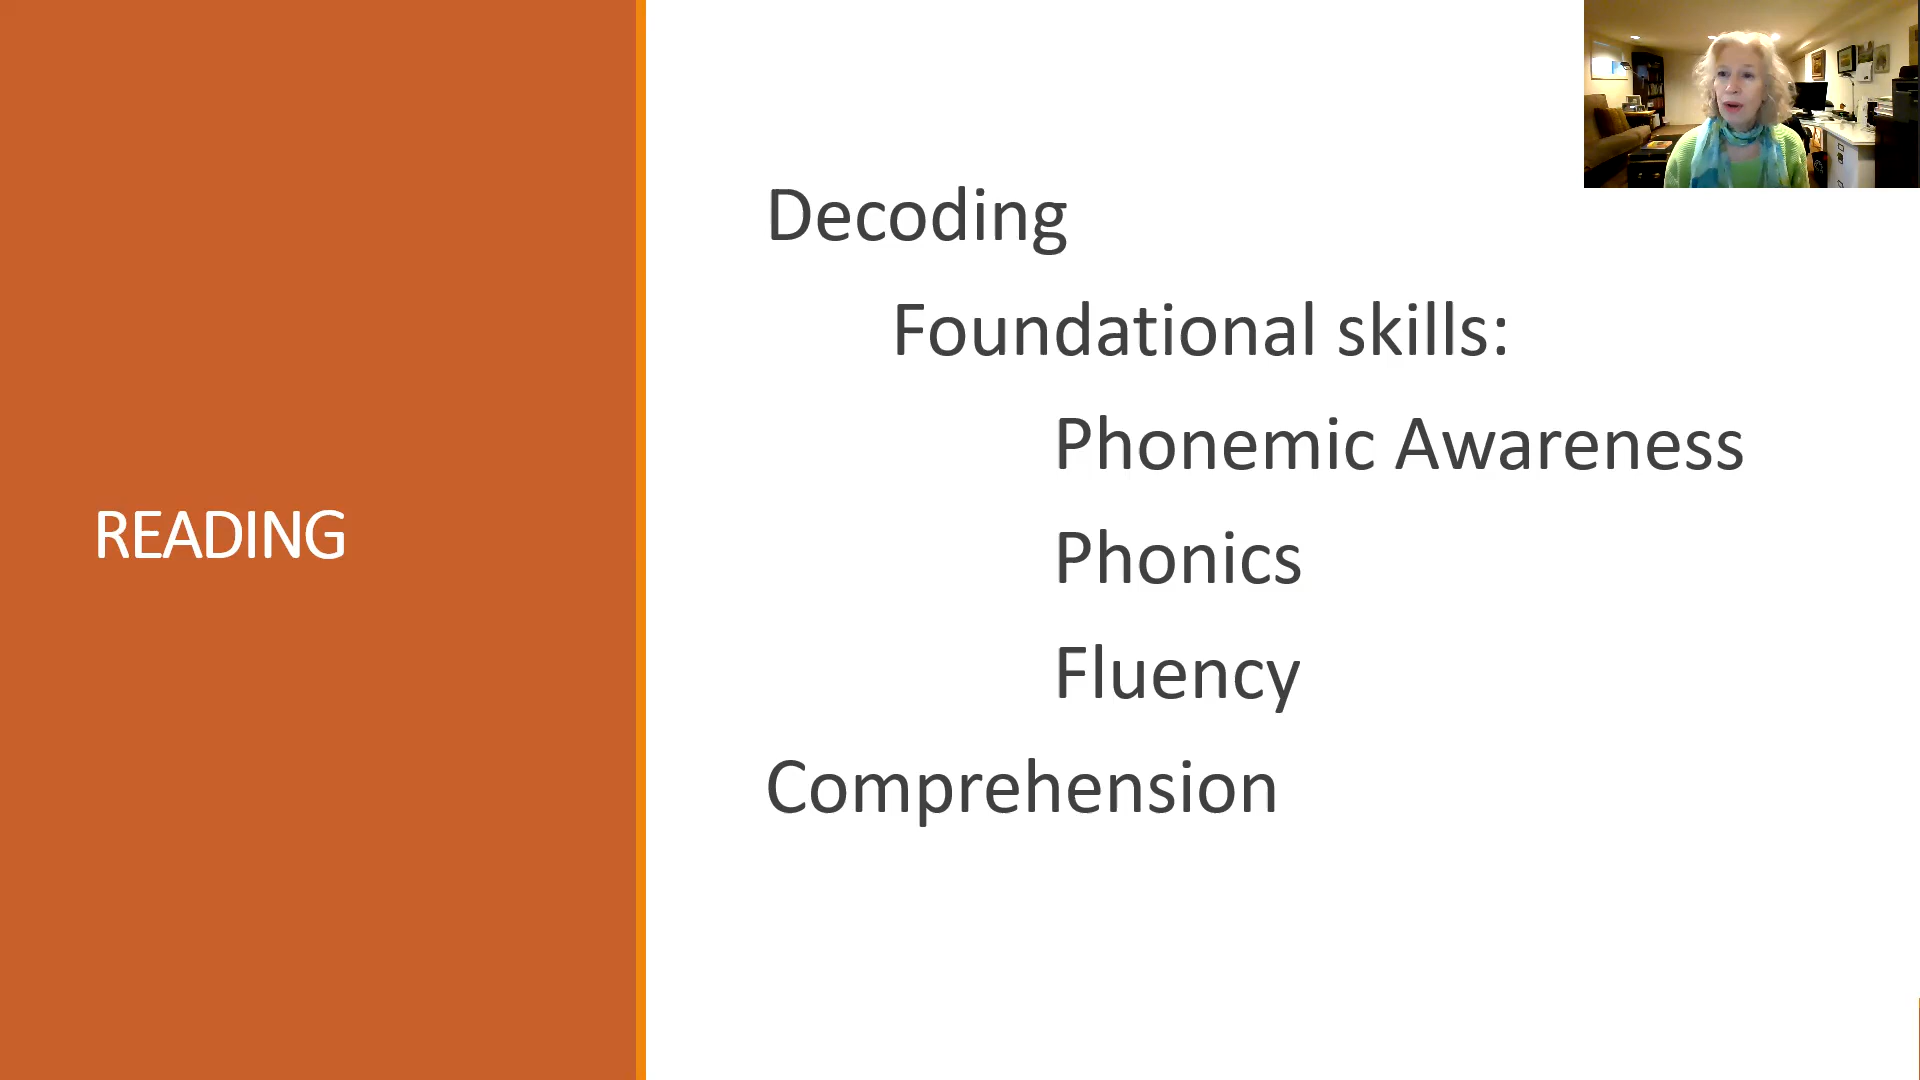 READING
Decoding
Foundational skills:
Phonemic Awareness
Phonics
Fluency
Comprehension